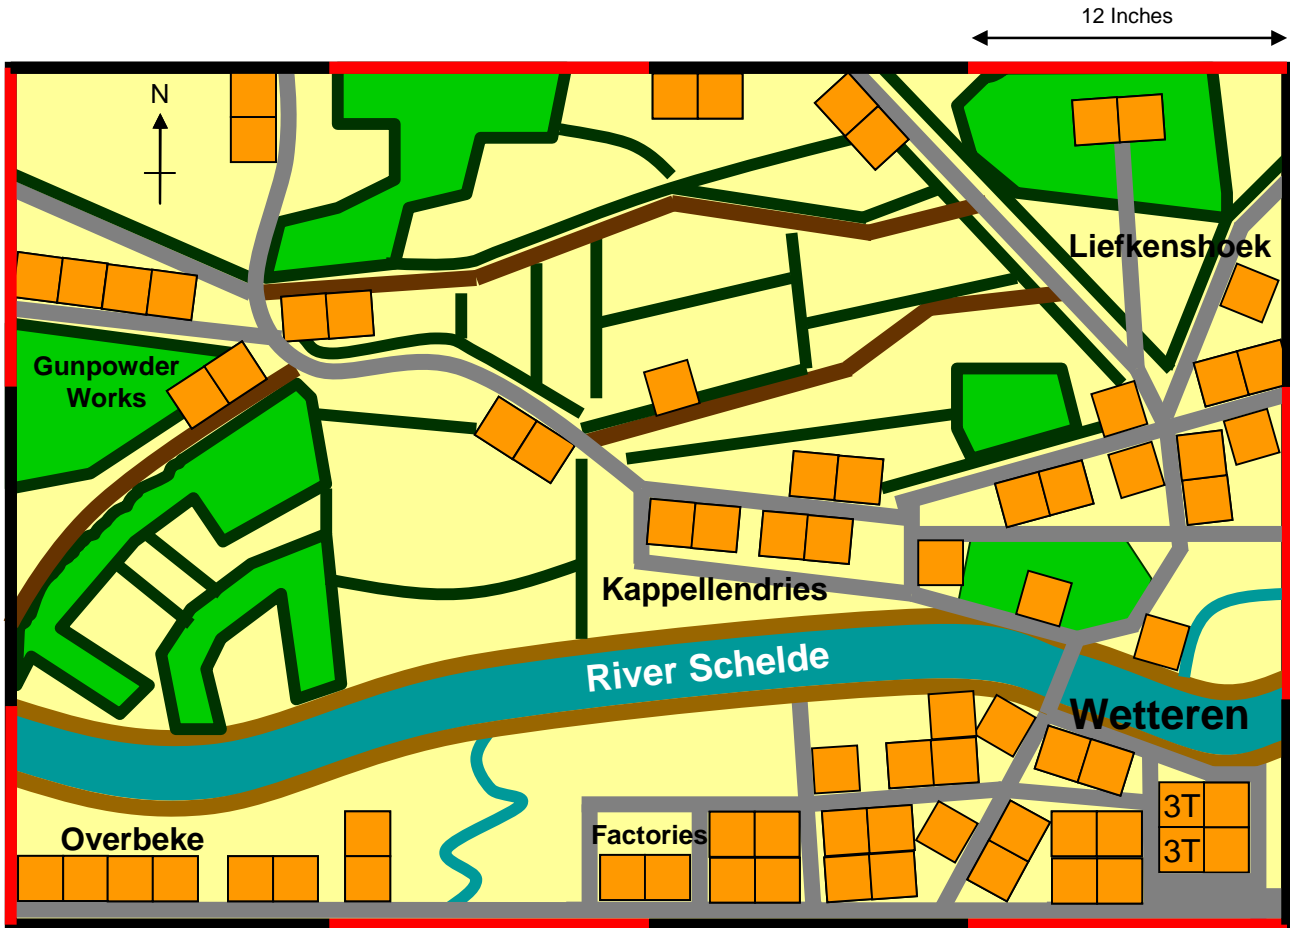 12 Inches
N
Liefkenshoek
Gunpowder
Works
Kappellendries
River Schelde
Wetteren
3T
Overbeke
Factories
3T